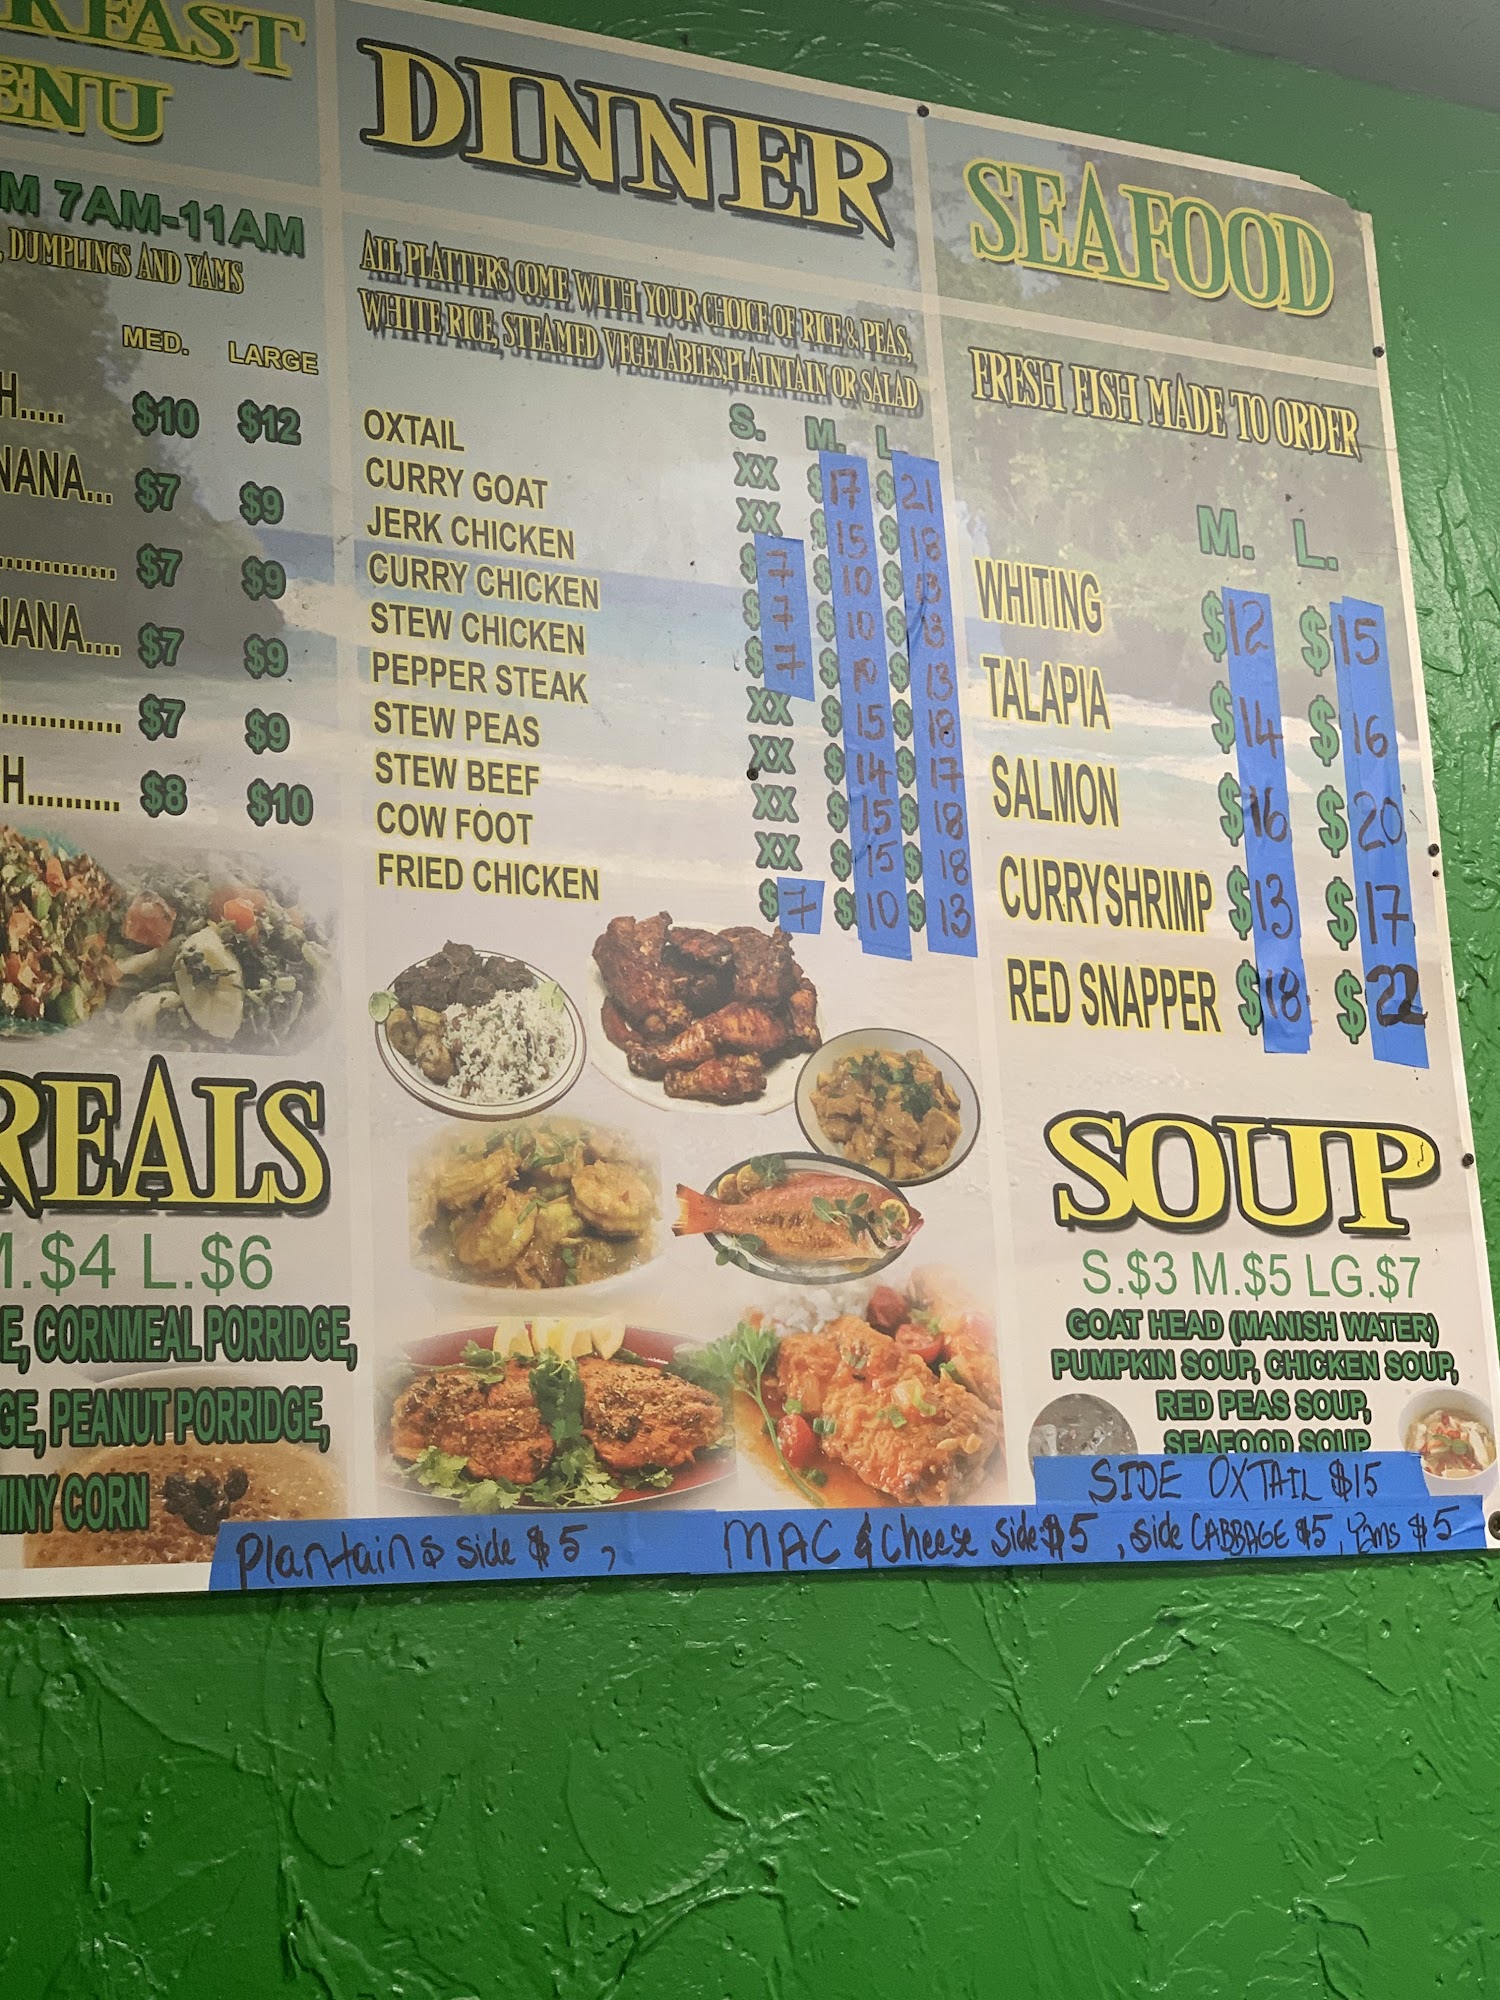 KFAST
ENU
M 7AM-11AM
, DUMPLINGS AND YAMS
MED. LARGE
H..... $10 $12
NANA... $7 $9
............. $7 $9
NANA.... $7 $9
............. $7 $9
H.......... $8 $10
REALS
M.$4 L.$6
E, CORNMEAL PORRIDGE,
GE, PEANUT PORRIDGE,
MINY CORN
DINNER
ALL PLATTERS COME WITH YOUR CHOICE OF RICE & PEAS,
WHITE RICE, STEAMED VEGETABLES,PLAINTAIN OR SALAD
S. M. L
OXTAIL XX $17 $21
CURRY GOAT XX $15 $18
JERK CHICKEN $7 $10 $13
CURRY CHICKEN $7 $10 $13
STEW CHICKEN $7 $10 $13
PEPPER STEAK XX $15 $18
STEW PEAS XX $14 $17
STEW BEEF XX $15 $18
COW FOOT XX $15 $18
FRIED CHICKEN $7 $10 $13
SEAFOOD
FRESH FISH MADE TO ORDER
M. L.
WHITING $12 $15
TALAPIA $14 $16
SALMON $16 $20
CURRYSHRIMP $13 $17
RED SNAPPER $18 $22
SOUP
S.$3 M.$5 LG.$7
GOAT HEAD (MANISH WATER)
PUMPKIN SOUP, CHICKEN SOUP,
RED PEAS SOUP,
SEAFOOD SOUP
SIDE OXTAIL $15
Plantains side $5, MAC & Cheese Side $5, side CABBAGE $5, Yams $5